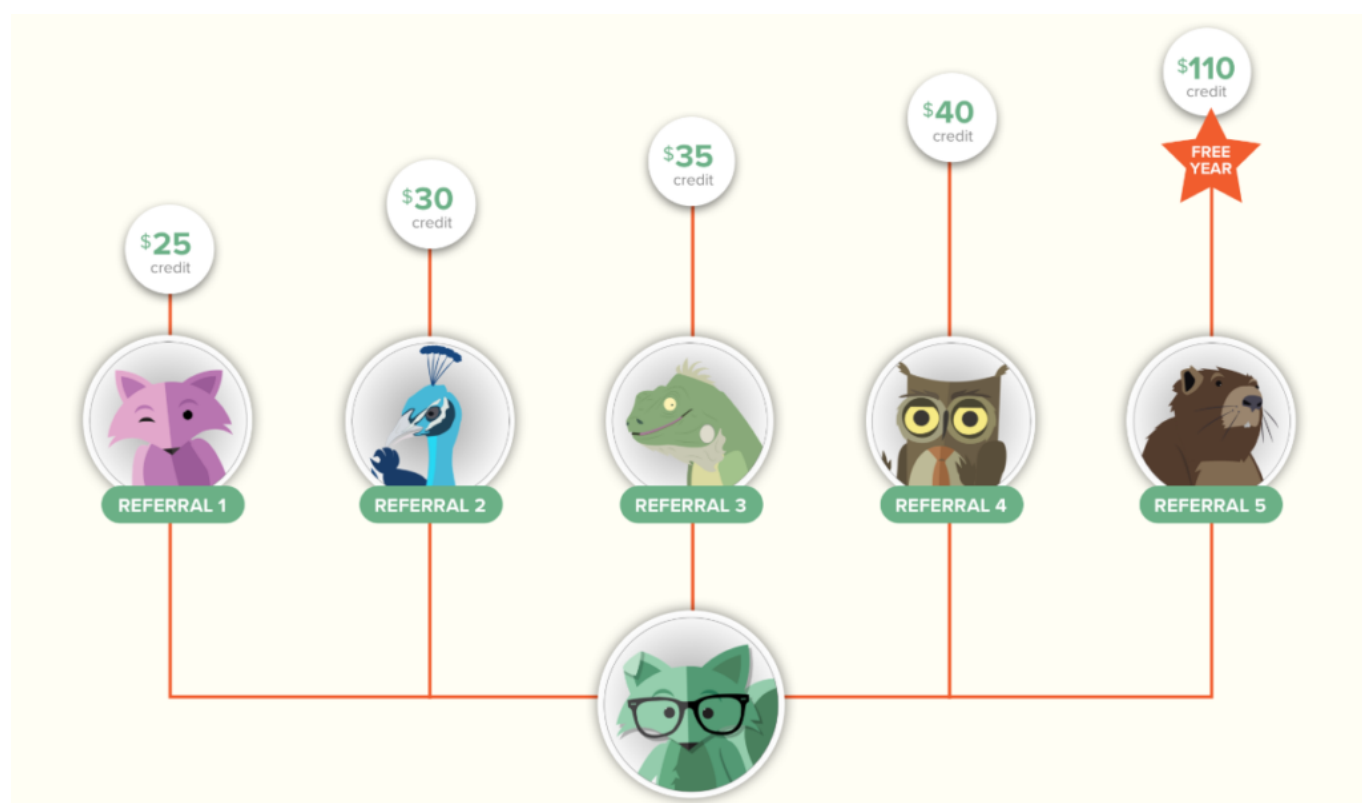 $110
credit
FREE
YEAR
$40
credit
$35
credit
$30
credit
$25
credit
REFERRAL 1
REFERRAL 2
REFERRAL 3
REFERRAL 4
REFERRAL 5